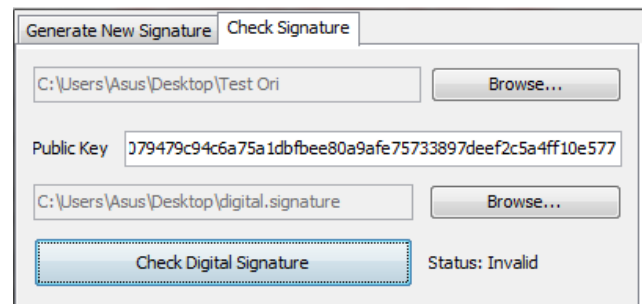 Generate New Signature Check Signature
C:\Users\Asus\Desktop\Test Ori Browse...
Public Key 079479c94c6a75a1dbfbee80a9afe75733897deef2c5a4ff10e577
C:\Users\Asus\Desktop\digital.signature Browse...
Check Digital Signature Status: Invalid